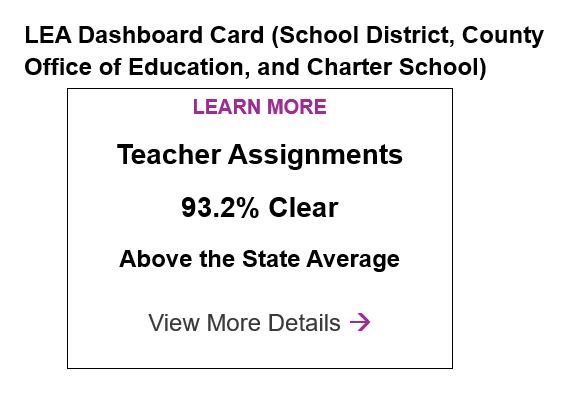 LEA Dashboard Card (School District, County
Office of Education, and Charter School)
LEARN MORE
Teacher Assignments
93.2% Clear
Above the State Average
View More Details →